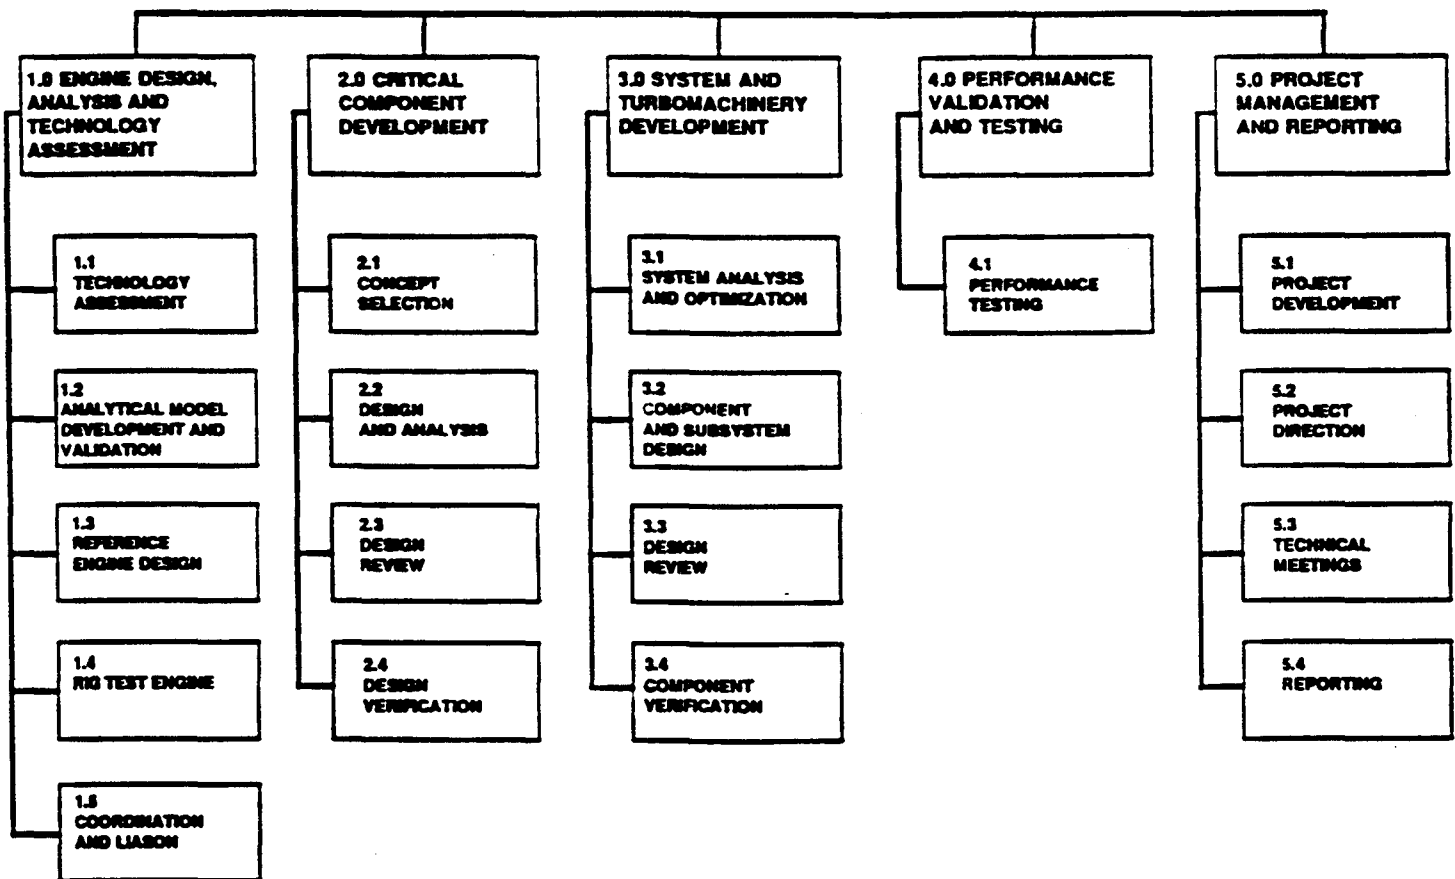 1.0 ENGINE DESIGN,
ANALYSIS AND
TECHNOLOGY
ASSESSMENT
1.1
TECHNOLOGY
ASSESSMENT
1.2
ANALYTICAL MODEL
DEVELOPMENT AND
VALIDATION
1.3
REFERENCE
ENGINE DESIGN
1.4
RIG TEST ENGINE
1.5
COORDINATION
AND LIASON
2.0 CRITICAL
COMPONENT
DEVELOPMENT
2.1
CONCEPT
SELECTION
2.2
DESIGN
AND ANALYSIS
2.3
DESIGN
REVIEW
2.4
DESIGN
VERIFICATION
3.0 SYSTEM AND
TURBOMACHINERY
DEVELOPMENT
3.1
SYSTEM ANALYSIS
AND OPTIMIZATION
3.2
COMPONENT
AND SUBSYSTEM
DESIGN
3.3
DESIGN
REVIEW
3.4
COMPONENT
VERIFICATION
4.0 PERFORMANCE
VALIDATION
AND TESTING
4.1
PERFORMANCE
TESTING
5.0 PROJECT
MANAGEMENT
AND REPORTING
5.1
PROJECT
DEVELOPMENT
5.2
PROJECT
DIRECTION
5.3
TECHNICAL
MEETINGS
5.4
REPORTING